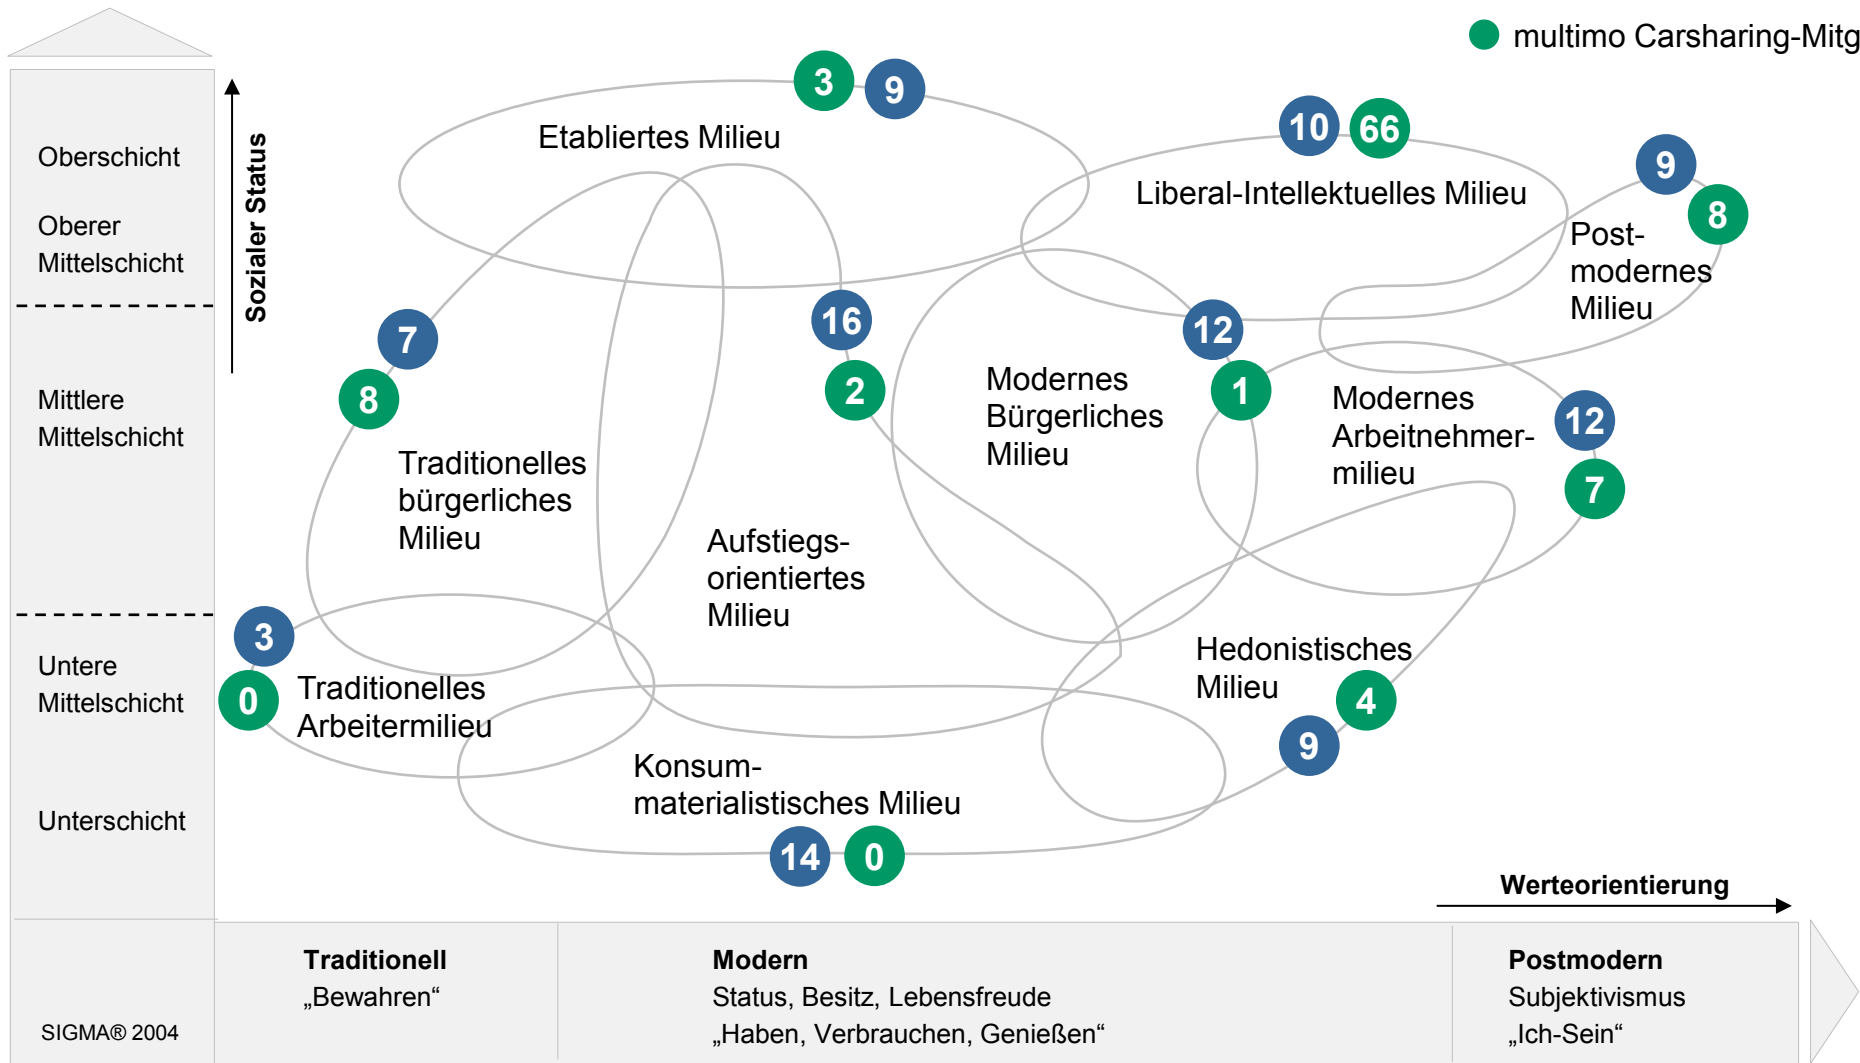 multimo Carsharing-Mitg
3
9
Etabliertes Milieu
10
66
Liberal-Intellektuelles Milieu
9
8
Post-
modernes
Milieu
Oberschicht
Oberer
Mittelschicht
Sozialer Status
7
8
16
2
12
1
Mittlere
Mittelschicht
Traditionelles
bürgerliches
Milieu
Modernes
Bürgerliches
Milieu
Modernes
Arbeitnehmer-
milieu
12
7
Aufstiegs-
orientiertes
Milieu
3
0
Untere
Mittelschicht
Traditionelles
Arbeitermilieu
Hedonistisches
Milieu
4
9
Konsum-
materialistisches Milieu
14
0
Unterschicht
Werteorientierung
Traditionell
„Bewahren“
Modern
Status, Besitz, Lebensfreude
„Haben, Verbrauchen, Genießen“
Postmodern
Subjektivismus
„Ich-Sein“
SIGMA® 2004